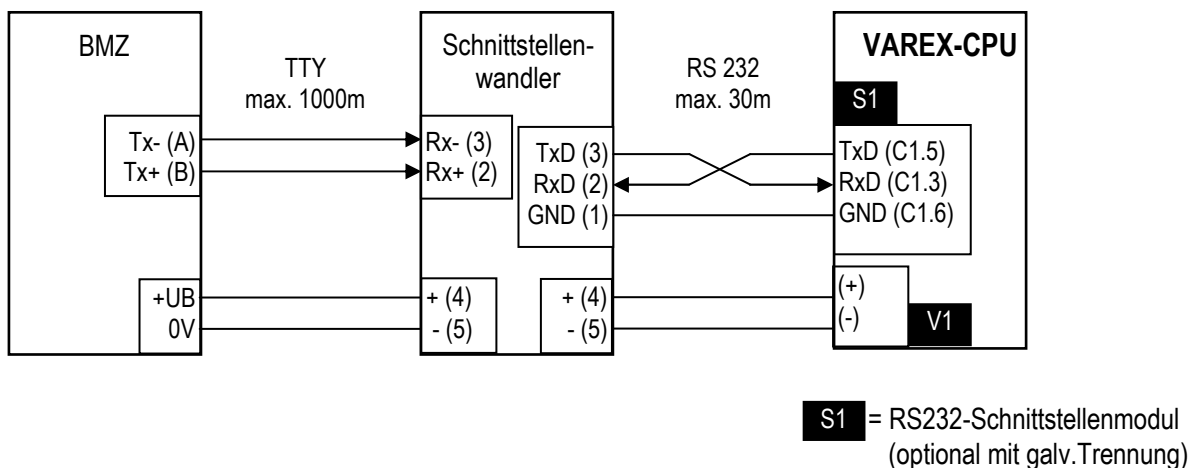 BMZ
TTY
max. 1000m
Schnittstellen-
wandler
RS 232
max. 30m
VAREX-CPU
S1
Tx- (A)
Tx+ (B)
Rx- (3)
Rx+ (2)
TxD (3)
RxD (2)
GND (1)
TxD (C1.5)
RxD (C1.3)
GND (C1.6)
+UB
0V
+ (4)
- (5)
+ (4)
- (5)
(+)
(-)
V1
S1 = RS232-Schnittstellenmodul
(optional mit galv.Trennung)